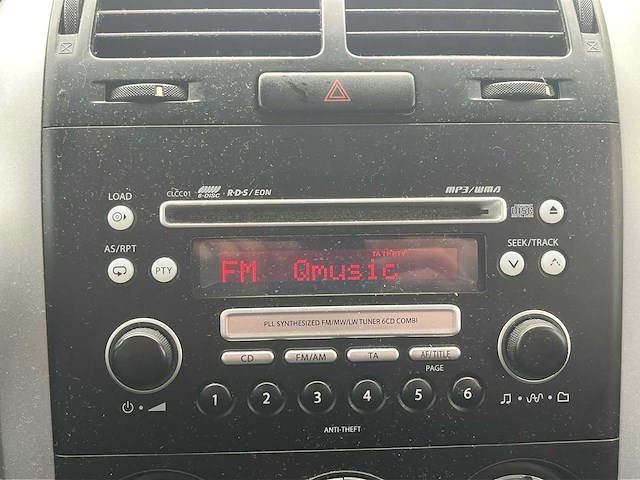 LOAD
CLCC01 6-DISC · R·D·S/EON
MP3/WMA
AS/RPT
PTY
SEEK/TRACK
FM Qmusic
PLL SYNTHESIZED FM/MW/LW TUNER 6CD COMBI
CD FM/AM TA AF/TITLE
PAGE
1 2 3 4 5 6
ANTI-THEFT